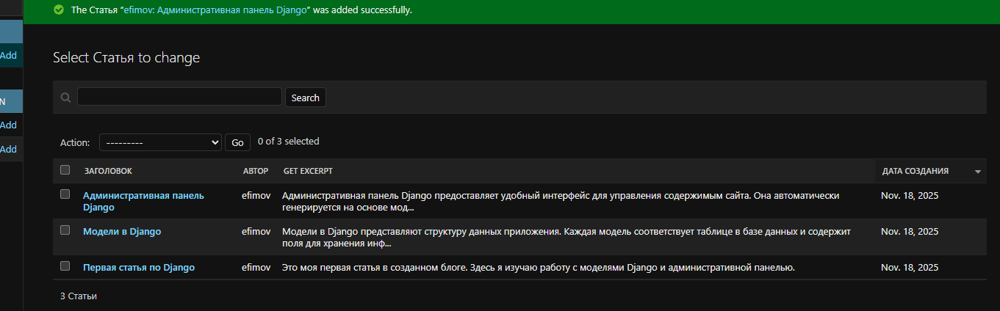 The Статья “efimov: Административная панель Django” was added successfully.
Add
Select Статья to change
N
Search
Add
Action: --------- Go 0 of 3 selected
Add
ЗАГОЛОВОК АВТОР GET EXCERPT ДАТА СОЗДАНИЯ
Административная панель Django efimov Административная панель Django предоставляет удобный интерфейс для управления содержимым сайта. Она автоматически генерируется на основе мод... Nov. 18, 2025
Модели в Django efimov Модели в Django представляют структуру данных приложения. Каждая модель соответствует таблице в базе данных и содержит поля для хранения инф... Nov. 18, 2025
Первая статья по Django efimov Это моя первая статья в созданном блоге. Здесь я изучаю работу с моделями Django и административной панелью. Nov. 18, 2025
3 Статьи